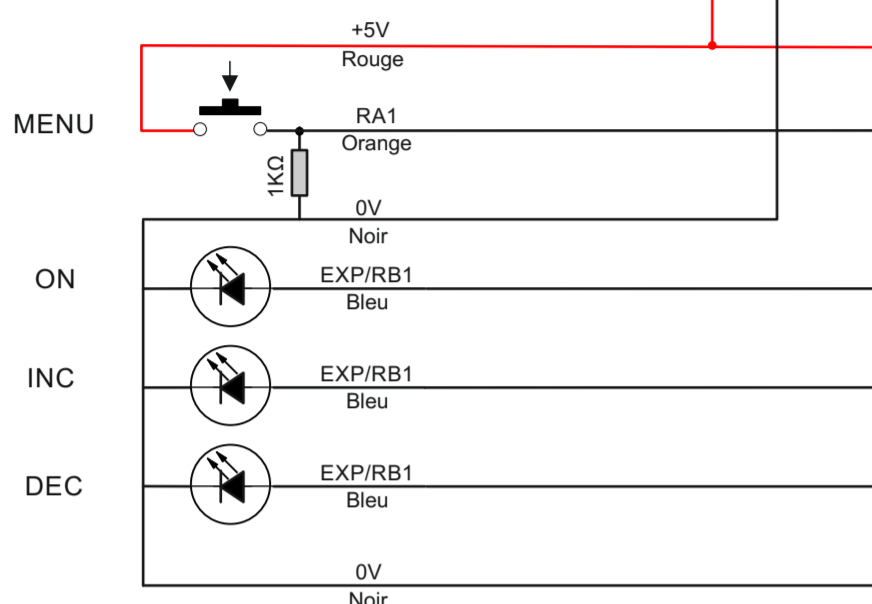 +5V
Rouge
MENU
RA1
Orange
1KΩ
0V
Noir
ON
EXP/RB1
Bleu
INC
EXP/RB1
Bleu
DEC
EXP/RB1
Bleu
0V
Noir